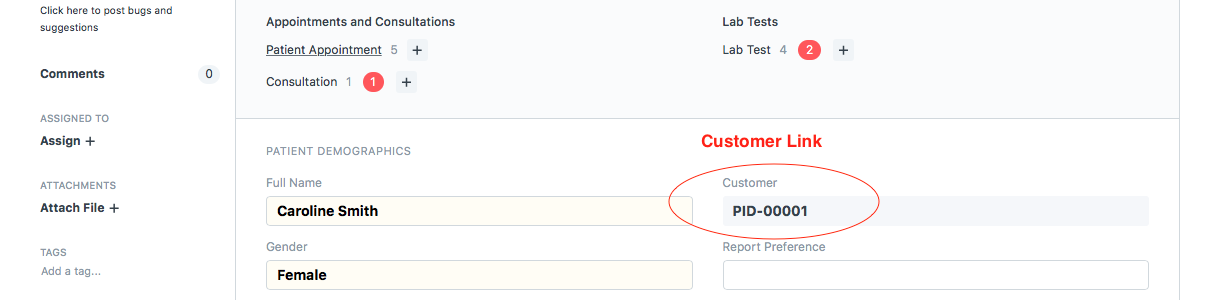 Click here to post bugs and
suggestions
Comments 0
ASSIGNED TO
Assign +
ATTACHMENTS
Attach File +
TAGS
Add a tag...
Appointments and Consultations
Patient Appointment 5 +
Consultation 1 1 +
Lab Tests
Lab Test 4 2 +
PATIENT DEMOGRAPHICS
Customer Link
Full Name
Caroline Smith
Customer
PID-00001
Gender
Female
Report Preference